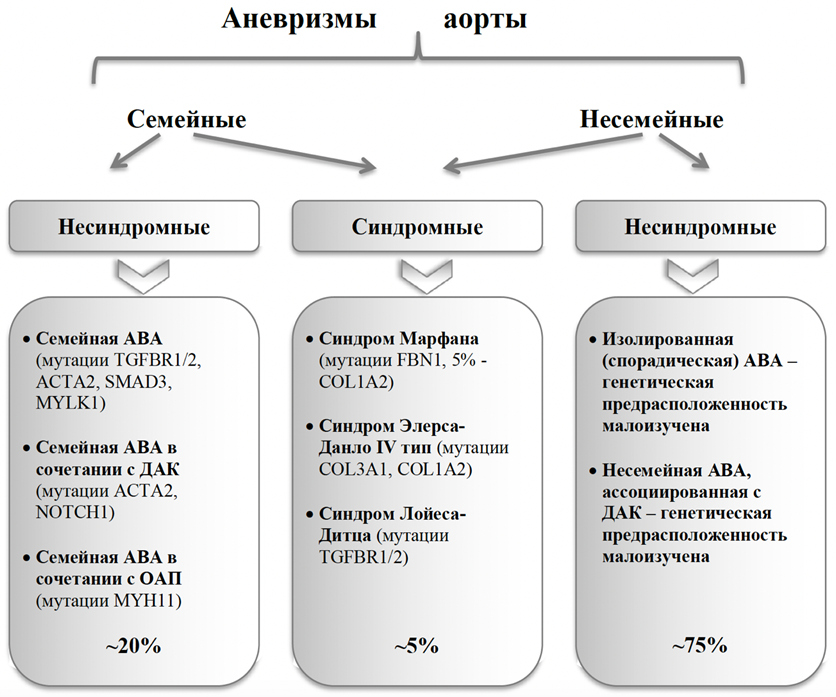 Аневризмы аорты
Семейные
Несемейные
Несиндромные
Синдромные
Несиндромные
• Семейная АВА
(мутации TGFBR1/2,
ACTA2, SMAD3,
MYLK1)
• Семейная АВА в
сочетании с ДАК
(мутации ACTA2,
NOTCH1)
• Семейная АВА в
сочетании с ОАП
(мутации MYH11)
~20%
• Синдром Марфана
(мутации FBN1, 5% -
COL1A2)
• Синдром Элерса-
Данло IV тип (мутации
COL3A1, COL1A2)
• Синдром Лойеса-
Дитца (мутации
TGFBR1/2)
~5%
• Изолированная
(спорадическая) АВА –
генетическая
предрасположенность
малоизучена
• Несемейная АВА,
ассоциированная с
ДАК – генетическая
предрасположенность
малоизучена
~75%